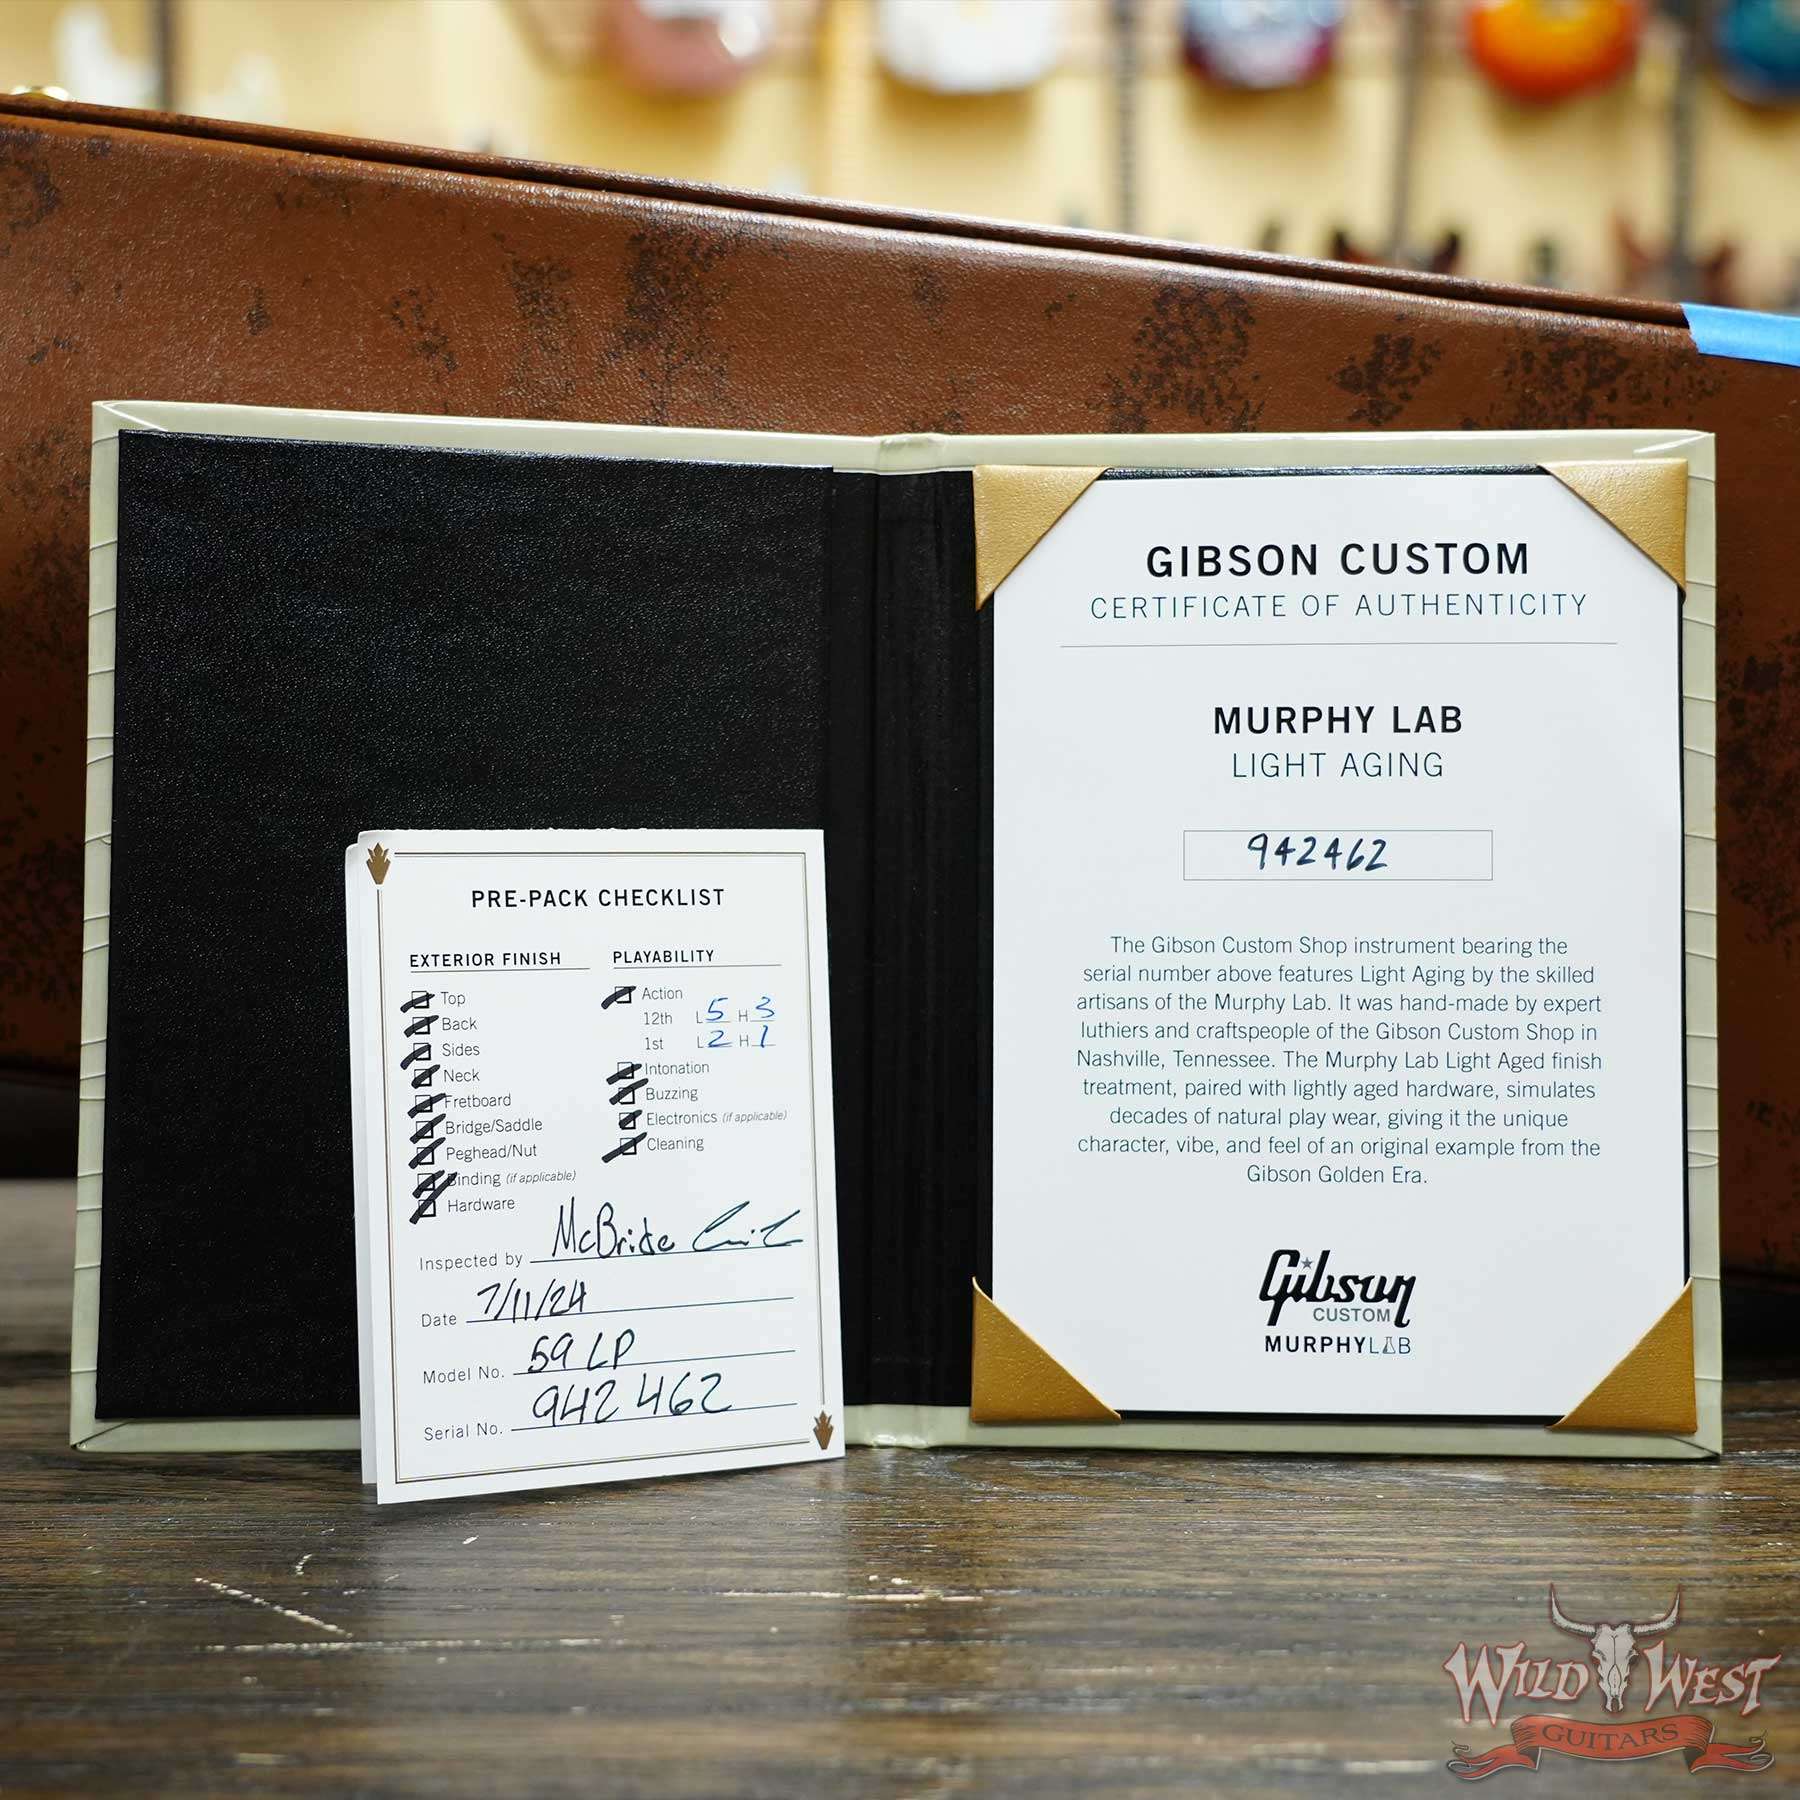 PRE-PACK CHECKLIST
EXTERIOR FINISH
Top
Back
Sides
Neck
Fretboard
Bridge/Saddle
Peghead/Nut
Binding (if applicable)
Hardware
PLAYABILITY
Action
12th L 5 H 3
1st L 2 H 1
Intonation
Buzzing
Electronics (if applicable)
Cleaning
Inspected by McBride
Date 7/11/24
Model No. 59 LP
Serial No. 942 462
GIBSON CUSTOM
CERTIFICATE OF AUTHENTICITY
MURPHY LAB
LIGHT AGING
942462
The Gibson Custom Shop instrument bearing the
serial number above features Light Aging by the skilled
artisans of the Murphy Lab. It was hand-made by expert
luthiers and craftspeople of the Gibson Custom Shop in
Nashville, Tennessee. The Murphy Lab Light Aged finish
treatment, paired with lightly aged hardware, simulates
decades of natural play wear, giving it the unique
character, vibe, and feel of an original example from the
Gibson Golden Era.
Gibson
CUSTOM
MURPHYLAB
WILD WEST
GUITARS